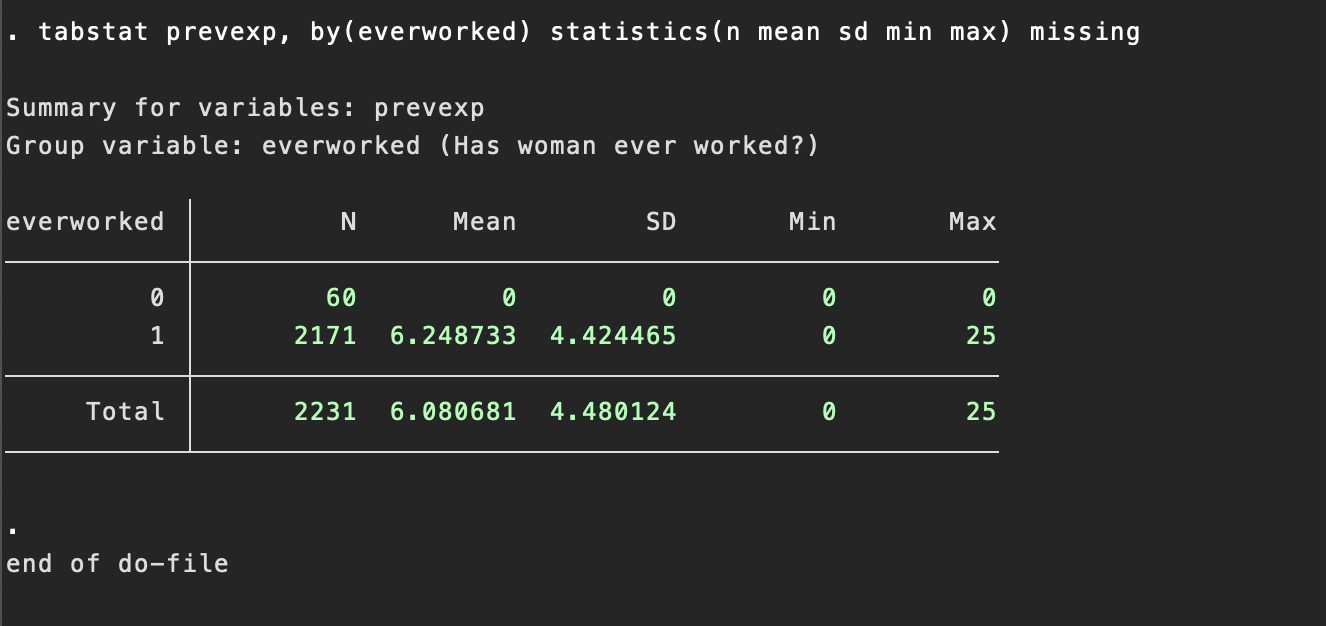 . tabstat prevexp, by(everworked) statistics(n mean sd min max) missing
Summary for variables: prevexp
Group variable: everworked (Has woman ever worked?)
everworked N Mean SD Min Max
0 60 0 0 0 0
1 2171 6.248733 4.424465 0 25
Total 2231 6.080681 4.480124 0 25
.
end of do-file